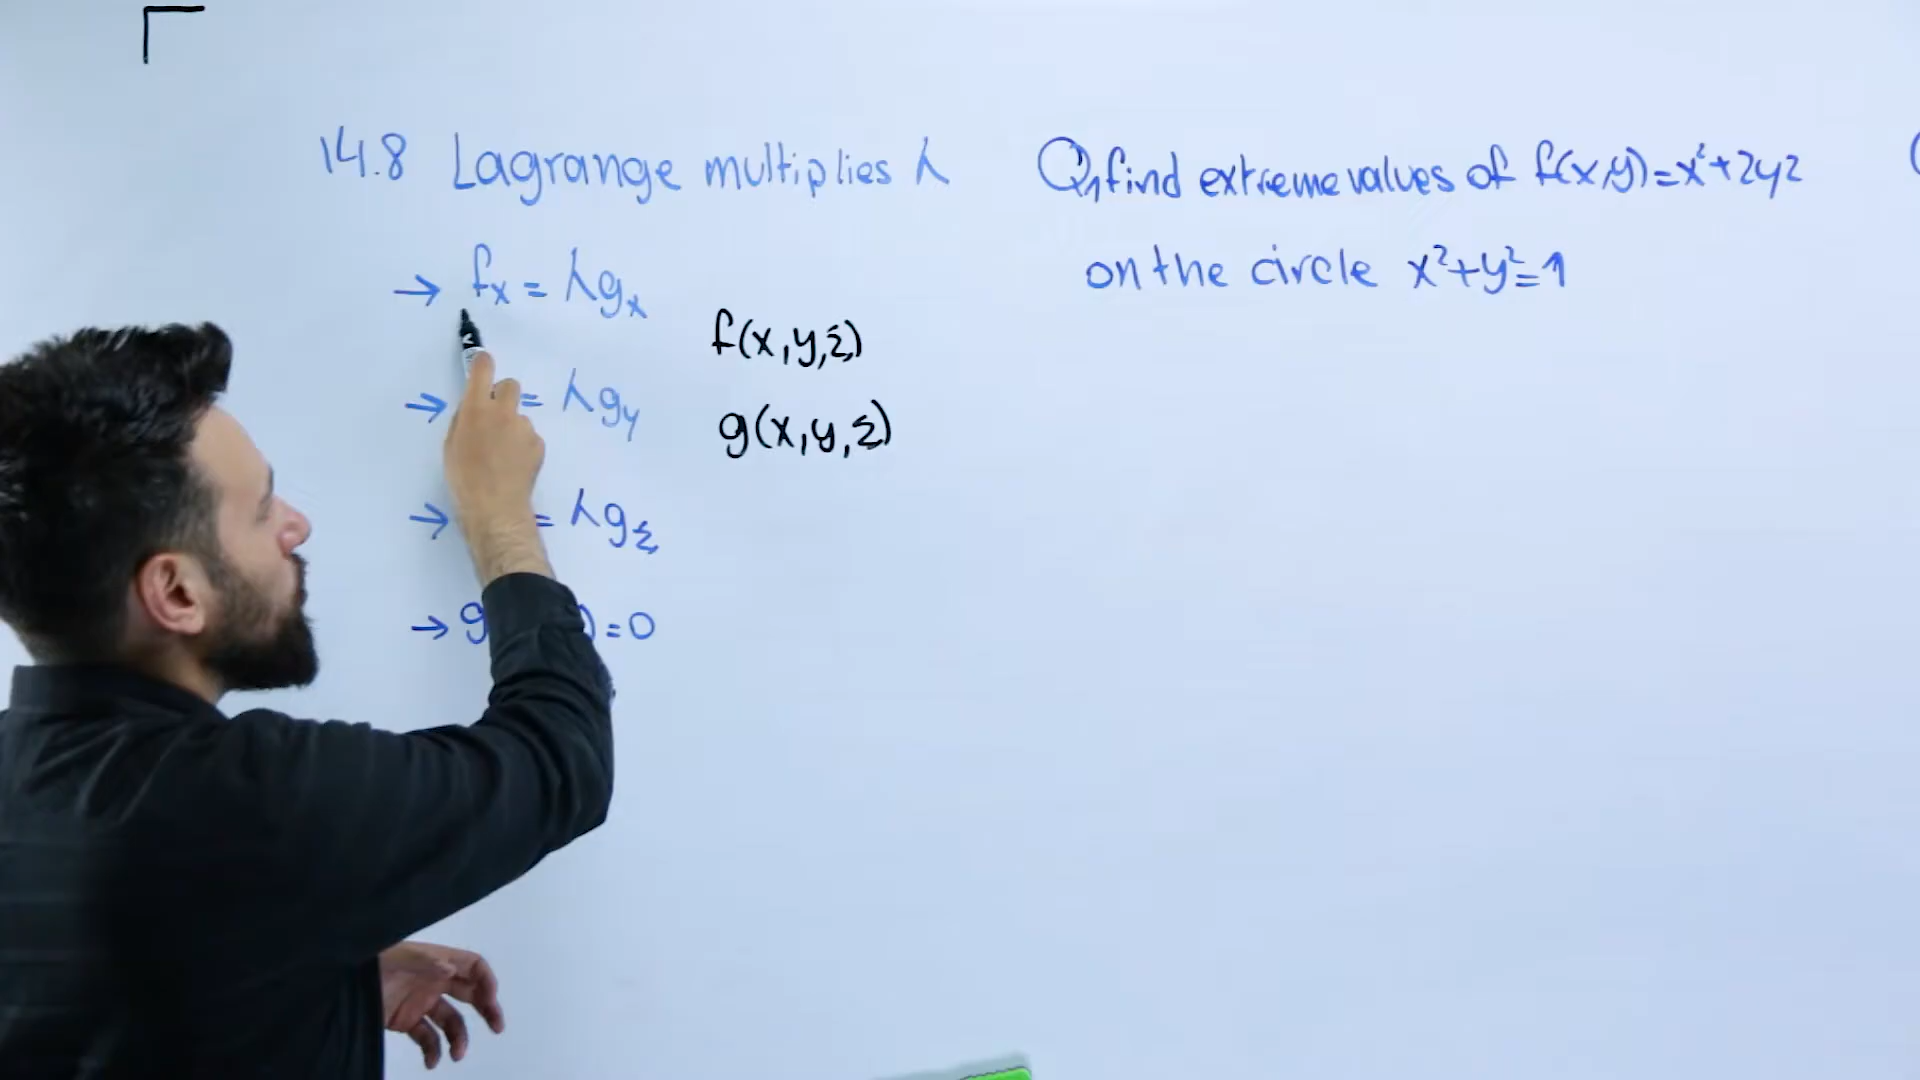 14.8 Lagrange multiplies λ
→ fx = λgx
→ = λgy
→ = λgz
→ g ) = 0
f(x,y,z)
g(x,y,z)
Q1 find extreme values of f(x,y)=x²+2y2
on the circle x²+y²=1